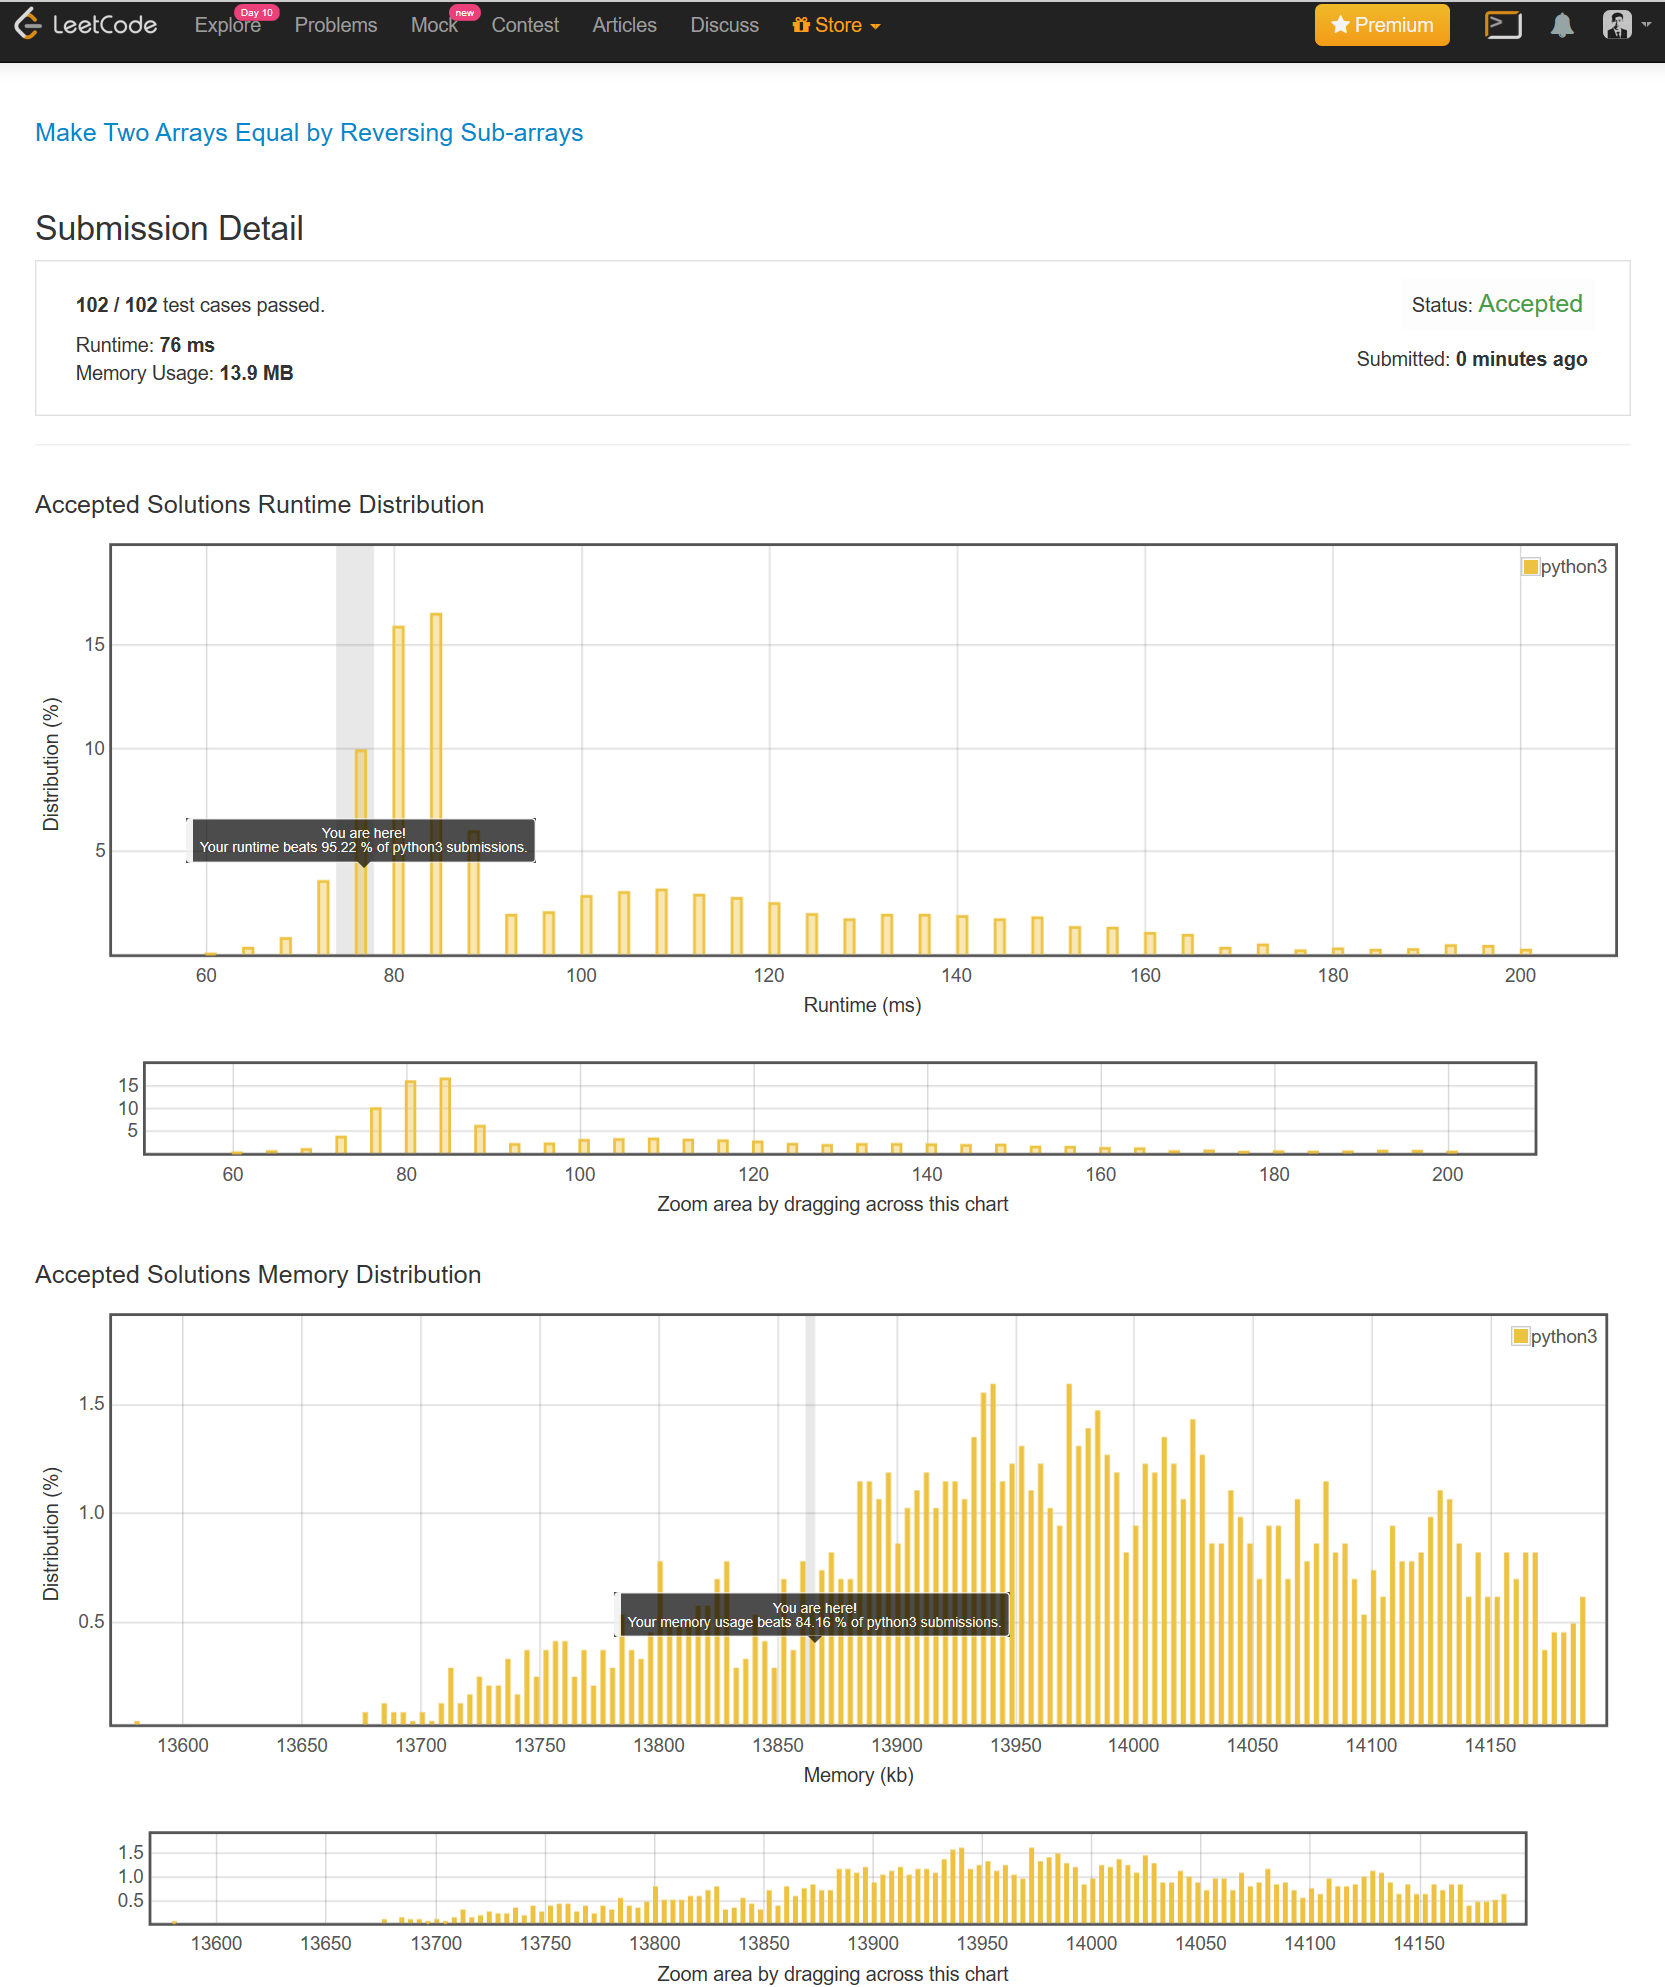 LeetCode
Explore Day 10 Problems Mock new Contest Articles Discuss Store Premium
Make Two Arrays Equal by Reversing Sub-arrays
Submission Detail
102 / 102 test cases passed.
Status: Accepted
Runtime: 76 ms
Submitted: 0 minutes ago
Memory Usage: 13.9 MB
Accepted Solutions Runtime Distribution
python3
15
10
5
Distribution (%)
You are here!
Your runtime beats 95.22 % of python3 submissions.
60 80 100 120 140 160 180 200
Runtime (ms)
15
10
5
60 80 100 120 140 160 180 200
Zoom area by dragging across this chart
Accepted Solutions Memory Distribution
python3
1.5
1.0
0.5
Distribution (%)
You are here!
Your memory usage beats 84.16 % of python3 submissions.
13600 13650 13700 13750 13800 13850 13900 13950 14000 14050 14100 14150
Memory (kb)
1.5
1.0
0.5
13600 13650 13700 13750 13800 13850 13900 13950 14000 14050 14100 14150
Zoom area by dragging across this chart